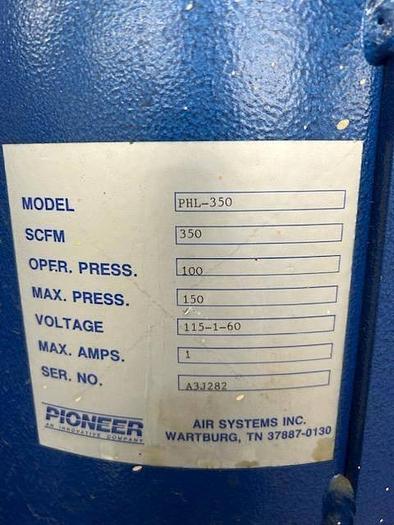 MODEL PHL-350
SCFM 350
OPER. PRESS. 100
MAX. PRESS. 150
VOLTAGE 115-1-60
MAX. AMPS. 1
SER. NO. A3J282
PIONEER AIR SYSTEMS INC.
AN INNOVATIVE COMPANY WARTBURG, TN 37887-0130